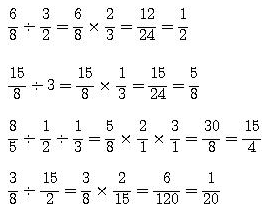 6/8 ÷ 3/2 = 6/8 × 2/3 = 12/24 = 1/2
15/8 ÷ 3 = 15/8 × 1/3 = 15/24 = 5/8
8/5 ÷ 1/2 ÷ 1/3 = 5/8 × 2/1 × 3/1 = 30/8 = 15/4
3/8 ÷ 15/2 = 3/8 × 2/15 = 6/120 = 1/20